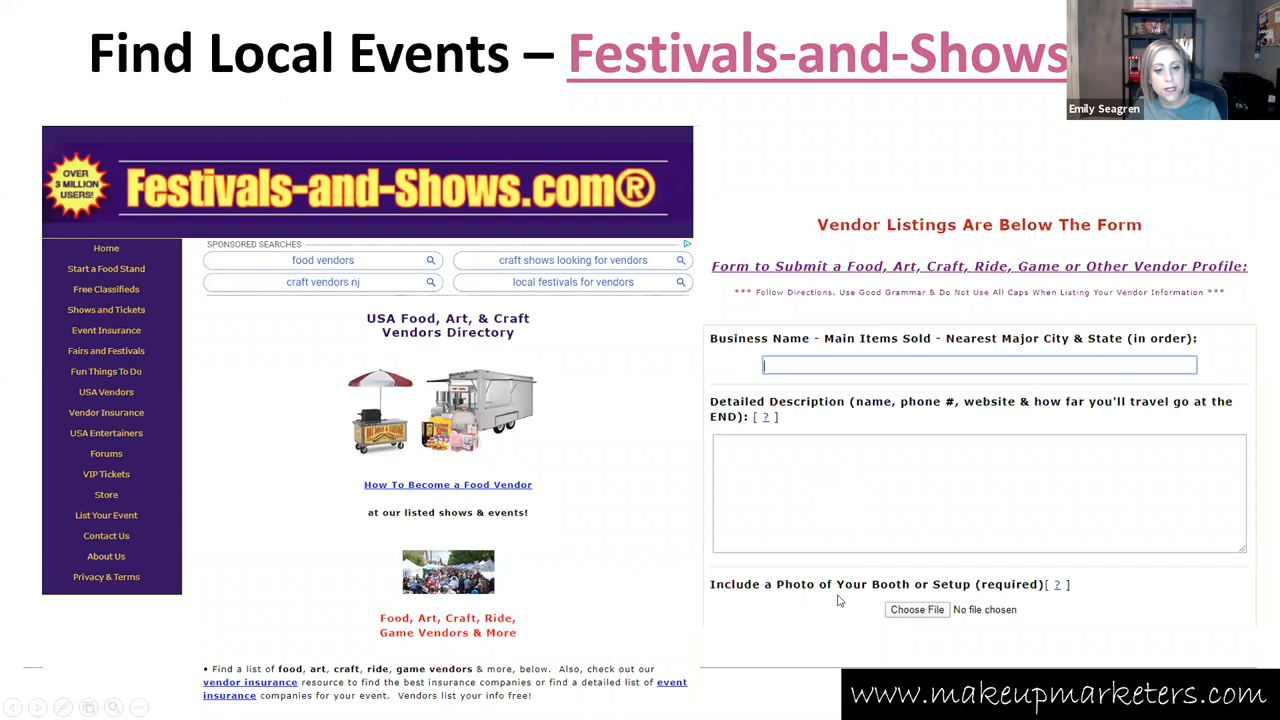 Find Local Events – Festivals-and-Shows
Emily Seagren
OVER
3 MILLION
USERS!
Festivals-and-Shows.com®
Home
Start a Food Stand
Free Classifieds
Shows and Tickets
Event Insurance
Fairs and Festivals
Fun Things To Do
USA Vendors
Vendor Insurance
USA Entertainers
Forums
VIP Tickets
Store
List Your Event
Contact Us
About Us
Privacy & Terms
SPONSORED SEARCHES
food vendors
craft shows looking for vendors
craft vendors nj
local festivals for vendors
USA Food, Art, & Craft
Vendors Directory
How To Become a Food Vendor
at our listed shows & events!
Food, Art, Craft, Ride,
Game Vendors & More
• Find a list of food, art, craft, ride, game vendors & more, below. Also, check out our
vendor insurance resource to find the best insurance companies or find a detailed list of event
insurance companies for your event. Vendors list your info free!
Vendor Listings Are Below The Form
Form to Submit a Food, Art, Craft, Ride, Game or Other Vendor Profile:
*** Follow Directions, Use Good Grammar & Do Not Use All Caps When Listing Your Vendor Information ***
Business Name - Main Items Sold - Nearest Major City & State (in order):
Detailed Description (name, phone #, website & how far you'll travel go at the
END): [ ? ]
Include a Photo of Your Booth or Setup (required)[ ? ]
Choose File No file chosen
www.makeupmarketers.com